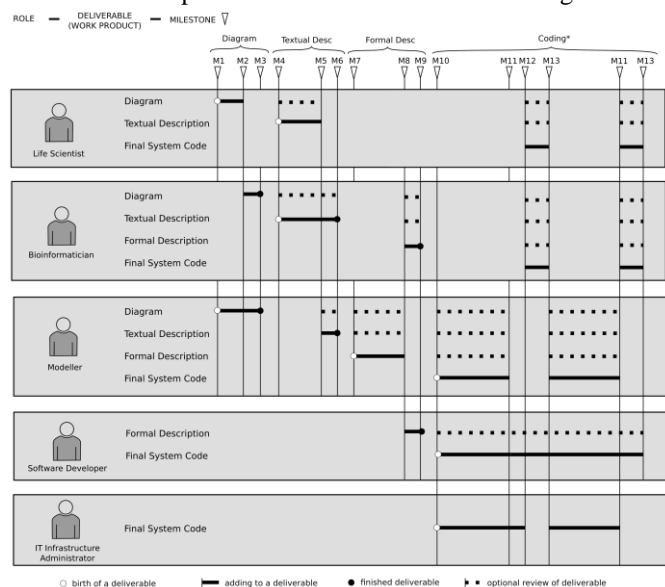 ROLE — DELIVERABLE (WORK PRODUCT) — MILESTONE
Diagram Textual Desc Formal Desc Coding*
M1 M2 M3 M4 M5 M6 M7 M8 M9 M10 M11 M12 M13 M11 M13
Diagram
Textual Description
Final System Code
Life Scientist
Diagram
Textual Description
Formal Description
Final System Code
Bioinformatician
Diagram
Textual Description
Formal Description
Final System Code
Modeller
Formal Description
Final System Code
Software Developer
Final System Code
IT Infrastructure
Administrator
birth of a deliverable adding to a deliverable finished deliverable optional review of deliverable